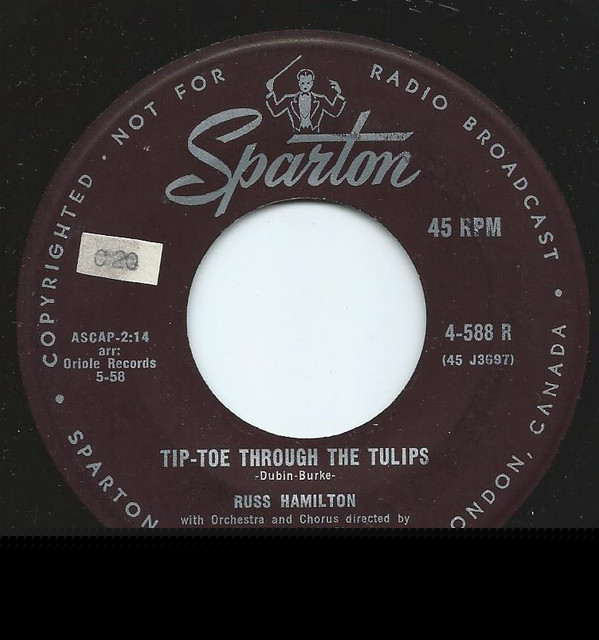 COPYRIGHTED • NOT FOR RADIO BROADCAST •
Sparton
45 RPM
C 20
ASCAP-2:14
arr:
Oriole Records
5-58
4-588 R
(45 J3697)
TIP-TOE THROUGH THE TULIPS
-Dubin-Burke-
RUSS HAMILTON
with Orchestra and Chorus directed by
• SPARTON
LONDON, CANADA